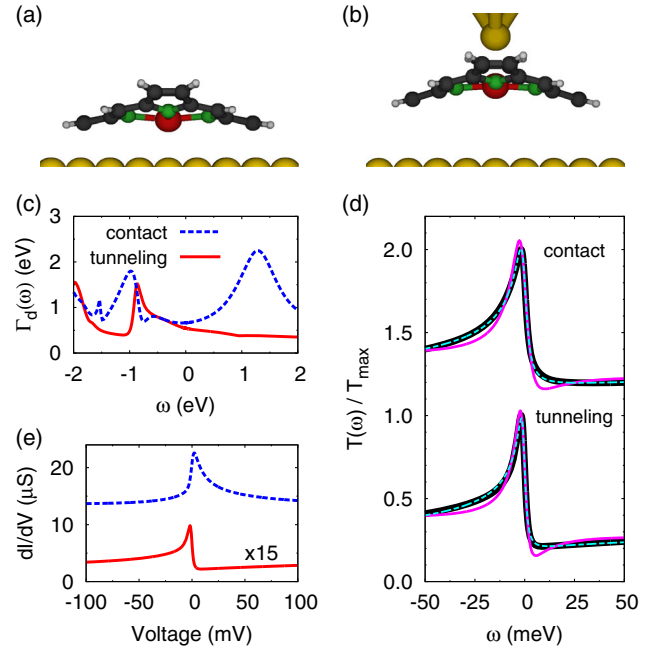 (a)
(b)
(c)
3
2
1
0
Γd(ω) (eV)
contact
tunneling
-2
-1
0
1
2
ω (eV)
(d)
2.0
1.5
1.0
0.5
0.0
T(ω) / Tmax
contact
tunneling
-50
-25
0
25
50
ω (meV)
(e)
20
10
0
dI/dV (μS)
x15
-100
-50
0
50
100
Voltage (mV)